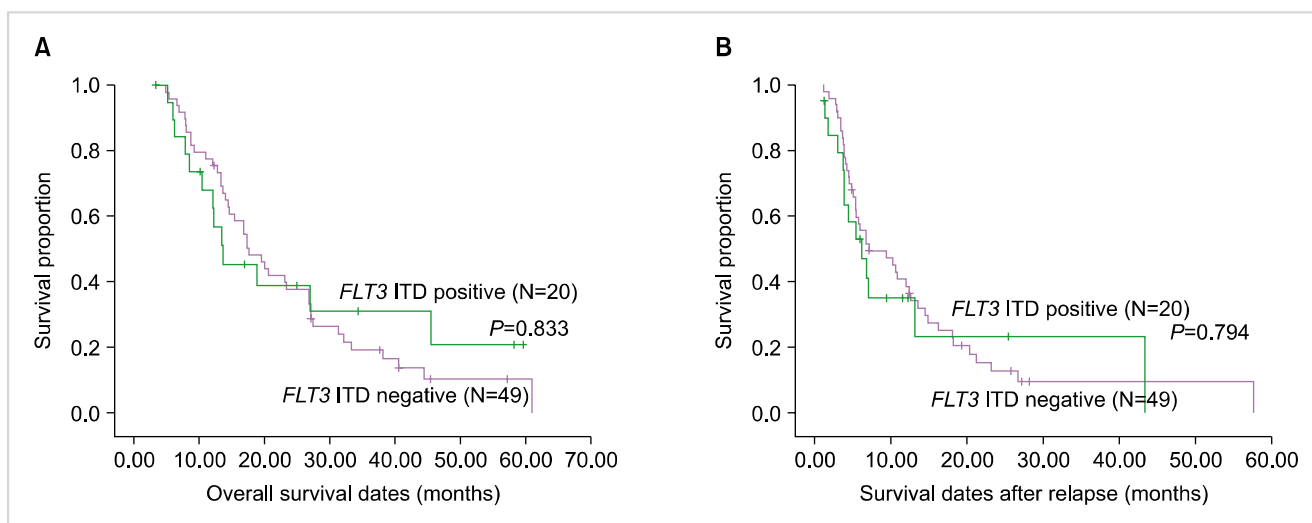 A
Survival proportion
1.0
0.8
0.6
0.4
0.2
0.0
FLT3 ITD positive (N=20)
P=0.833
FLT3 ITD negative (N=49)
0.00 10.00 20.00 30.00 40.00 50.00 60.00 70.00
Overall survival dates (months)
B
Survival proportion
1.0
0.8
0.6
0.4
0.2
0.0
FLT3 ITD positive (N=20)
P=0.794
FLT3 ITD negative (N=49)
0.00 10.00 20.00 30.00 40.00 50.00 60.00
Survival dates after relapse (months)